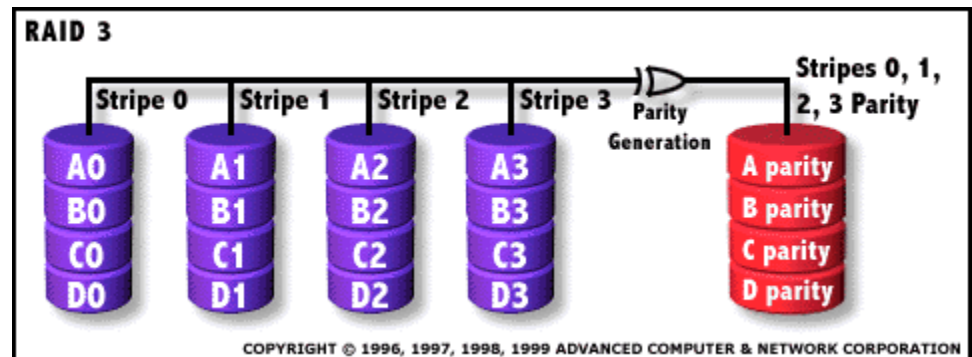 RAID 3
Stripe 0
Stripe 1
Stripe 2
Stripe 3
Parity
Generation
Stripes 0, 1,
2, 3 Parity
A0
B0
C0
D0
A1
B1
C1
D1
A2
B2
C2
D2
A3
B3
C3
D3
A parity
B parity
C parity
D parity
COPYRIGHT © 1996, 1997, 1998, 1999 ADVANCED COMPUTER & NETWORK CORPORATION